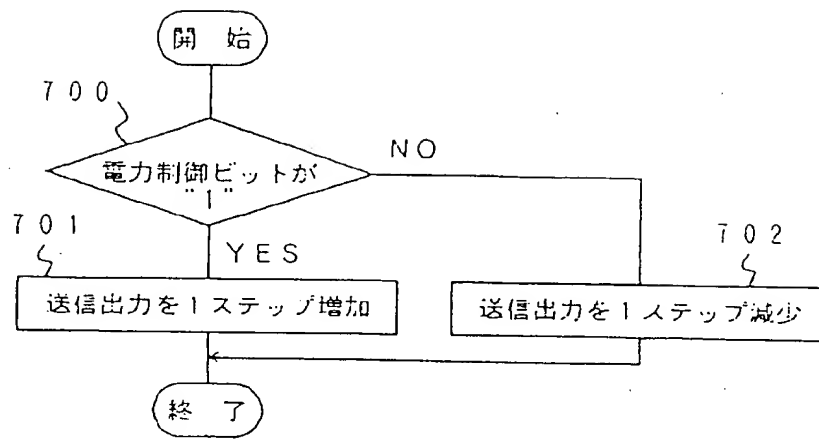 開 始
700
電力制御ビットが
"1"
NO
701
YES
702
送信出力を1ステップ増加
送信出力を1ステップ減少
終 了